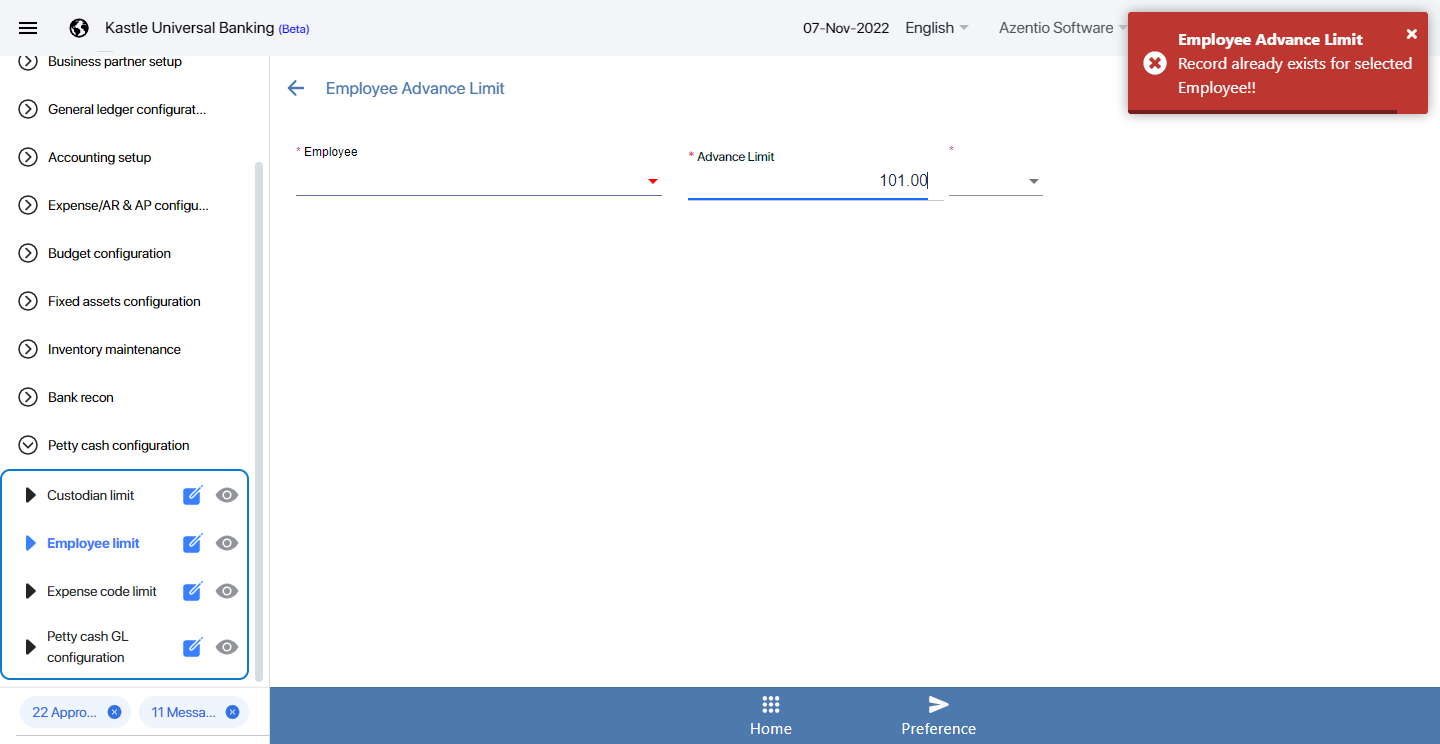 Kastle Universal Banking (Beta)
07-Nov-2022
English
Azentio Software
Employee Advance Limit
Record already exists for selected
Employee!!
Business partner setup
General ledger configurat...
Accounting setup
Expense/AR & AP configu...
Budget configuration
Fixed assets configuration
Inventory maintenance
Bank recon
Petty cash configuration
Custodian limit
Employee limit
Expense code limit
Petty cash GL
configuration
22 Appro...
11 Messa...
Employee Advance Limit
* Employee
* Advance Limit
101.00
*
Home
Preference